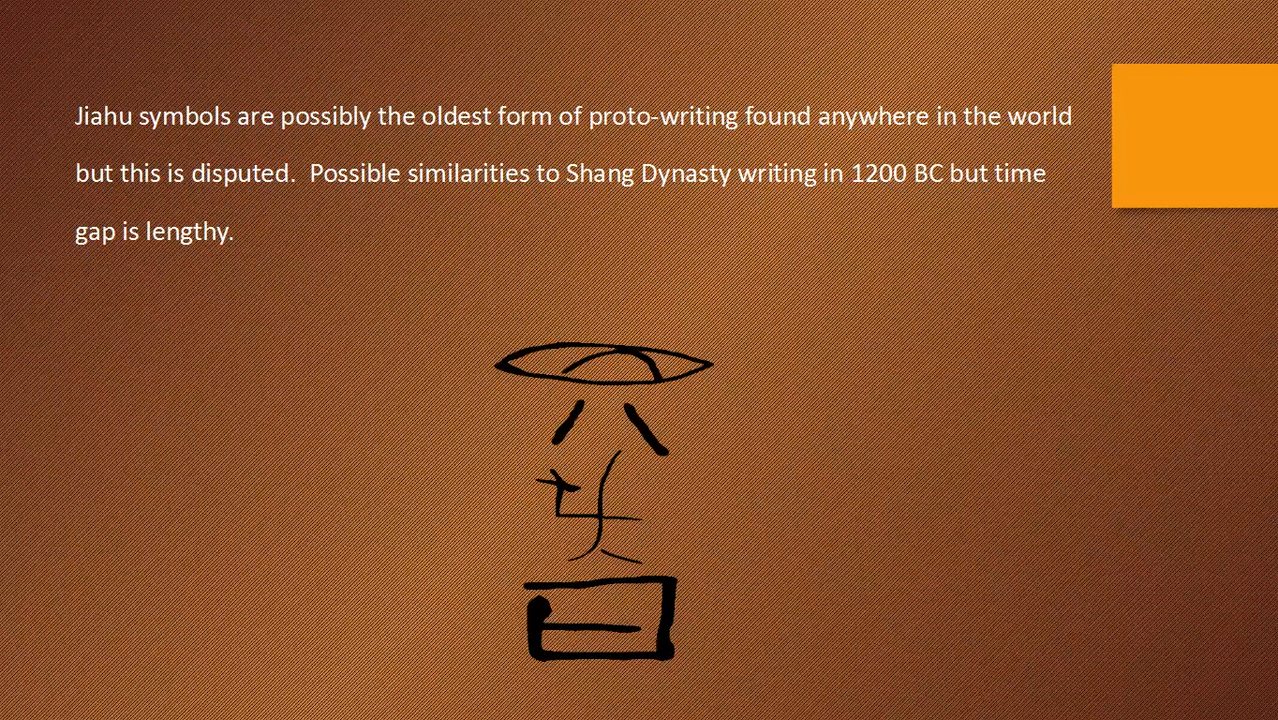 Jiahu symbols are possibly the oldest form of proto-writing found anywhere in the world
but this is disputed.  Possible similarities to Shang Dynasty writing in 1200 BC but time
gap is lengthy.